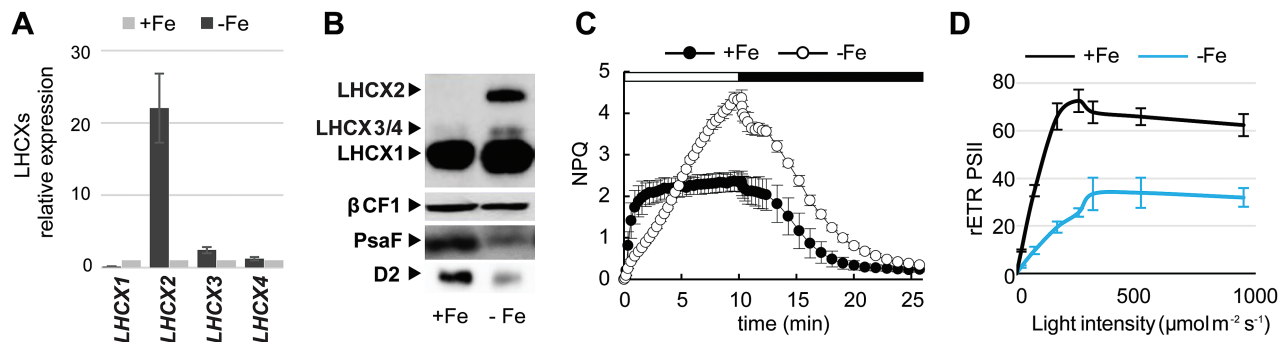 A
+Fe -Fe
LHCXs
relative expression
30
20
10
0
LHCX1
LHCX2
LHCX3
LHCX4
B
LHCX2
LHCX3/4
LHCX1
βCF1
PsaF
D2
+Fe - Fe
C
+Fe -Fe
NPQ
5
4
3
2
1
0
0 5 10 15 20 25
time (min)
D
+Fe -Fe
rETR PSII
80
60
40
20
0
0 500 1000
Light intensity (µmol m⁻² s⁻¹)